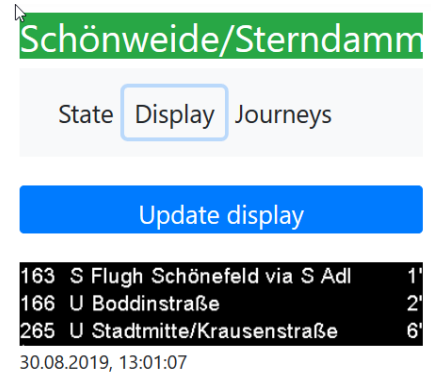 Schönweide/Sterndamm
State Display Journeys
Update display
163 S Flugh Schönefeld via S Adl 1'
166 U Boddinstraße 2'
265 U Stadtmitte/Krausenstraße 6'
30.08.2019, 13:01:07